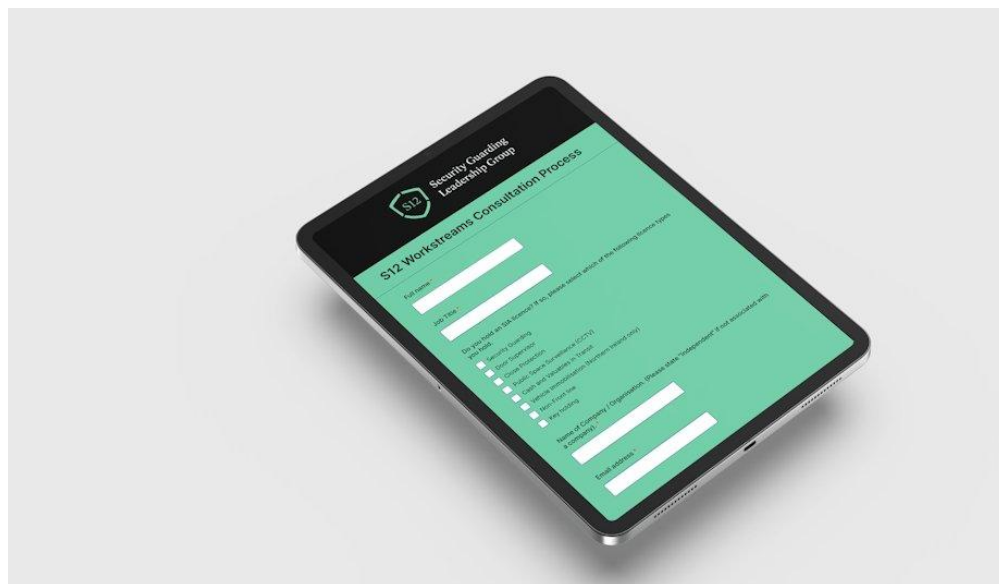 S12
Security Guarding
Leadership Group
S12 Workstreams Consultation Process
Full name *
Job Title *
Do you hold an SIA licence? If so, please select which of the following licence types
you hold.
Security Guarding
Door Supervisor
Close Protection
Public Space Surveillance (CCTV)
Cash and Valuables in Transit
Vehicle Immobilisation (Northern Ireland only)
Non-Front line
Key holding
Name of Company / Organisation. (Please state "Independent" if not associated with
a company). *
Email address *